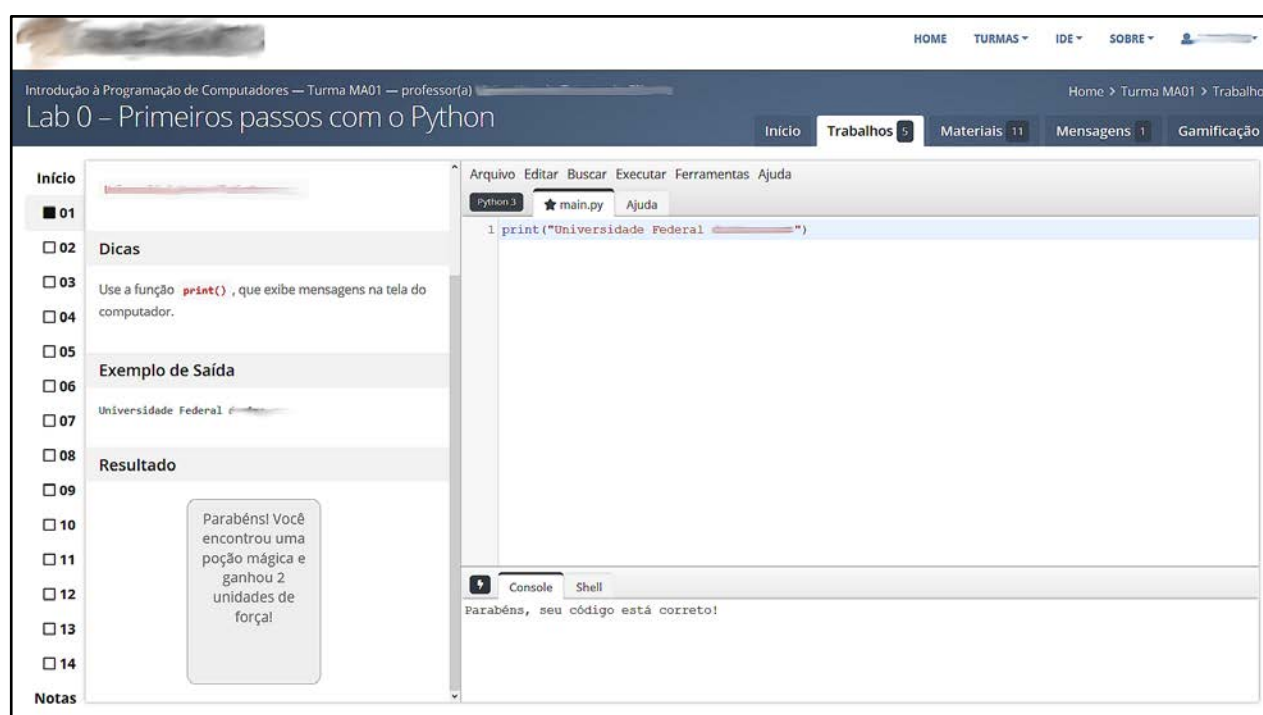 HOME TURMAS IDE SOBRE
Introdução à Programação de Computadores — Turma MA01 — professor(a)
Home > Turma MA01 > Trabalho
Lab 0 – Primeiros passos com o Python
Início Trabalhos 5 Materiais 11 Mensagens 1 Gamificação
Início
01
02
03
04
05
06
07
08
09
10
11
12
13
14
Notas
Dicas
Use a função print() , que exibe mensagens na tela do
computador.
Exemplo de Saída
Universidade Federal
Resultado
Parabéns! Você
encontrou uma
poção mágica e
ganhou 2
unidades de
força!
Arquivo Editar Buscar Executar Ferramentas Ajuda
Python 3 main.py Ajuda
1 print("Universidade Federal ")
Console Shell
Parabéns, seu código está correto!